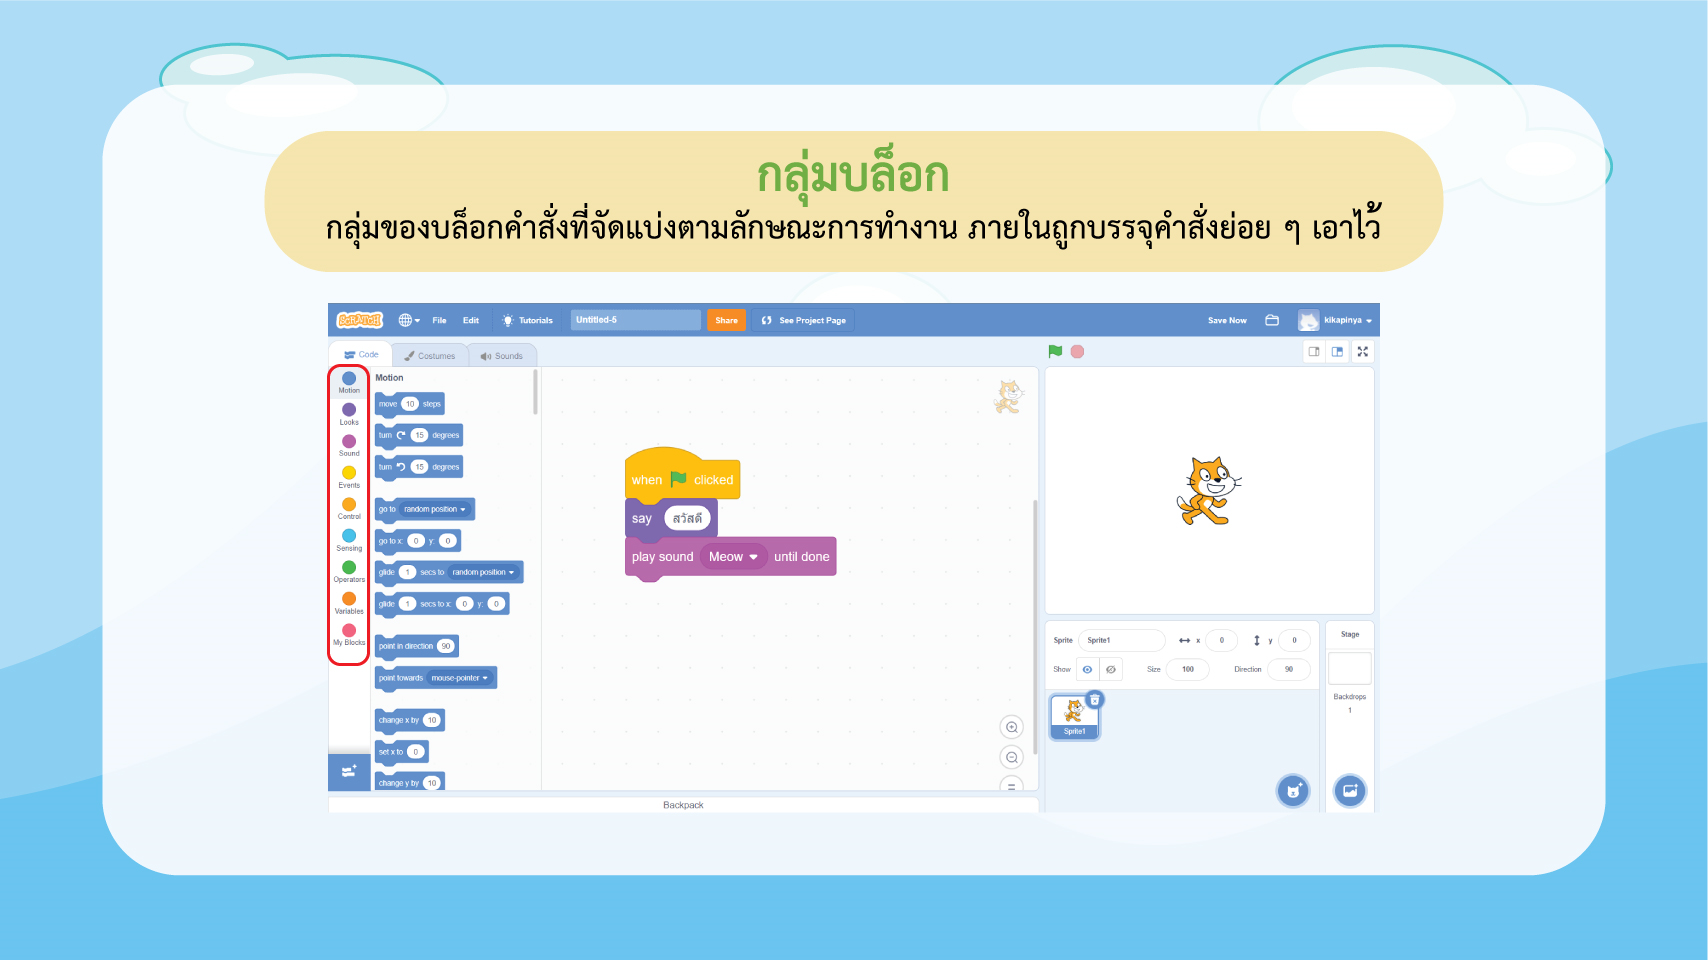 กลุ่มบล็อก
กลุ่มของบล็อกคำสั่งที่จัดแบ่งตามลักษณะการทำงาน ภายในถูกบรรจุคำสั่งย่อย ๆ เอาไว้
SCRATCH File Edit Tutorials Untitled-5 Share See Project Page Save Now kikapinya
Code Costumes Sounds
Motion
Looks
Sound
Events
Control
Sensing
Operators
Variables
My Blocks
Motion
move 10 steps
turn 15 degrees
turn 15 degrees
go to random position
go to x: 0 y: 0
glide 1 secs to random position
glide 1 secs to x: 0 y: 0
point in direction 90
point towards mouse-pointer
change x by 10
set x to 0
change y by 10
when clicked
say สวัสดี
play sound Meow until done
Backpack
Sprite Sprite1 x 0 y 0
Show Size 100 Direction 90
Sprite1
Stage
Backdrops
1